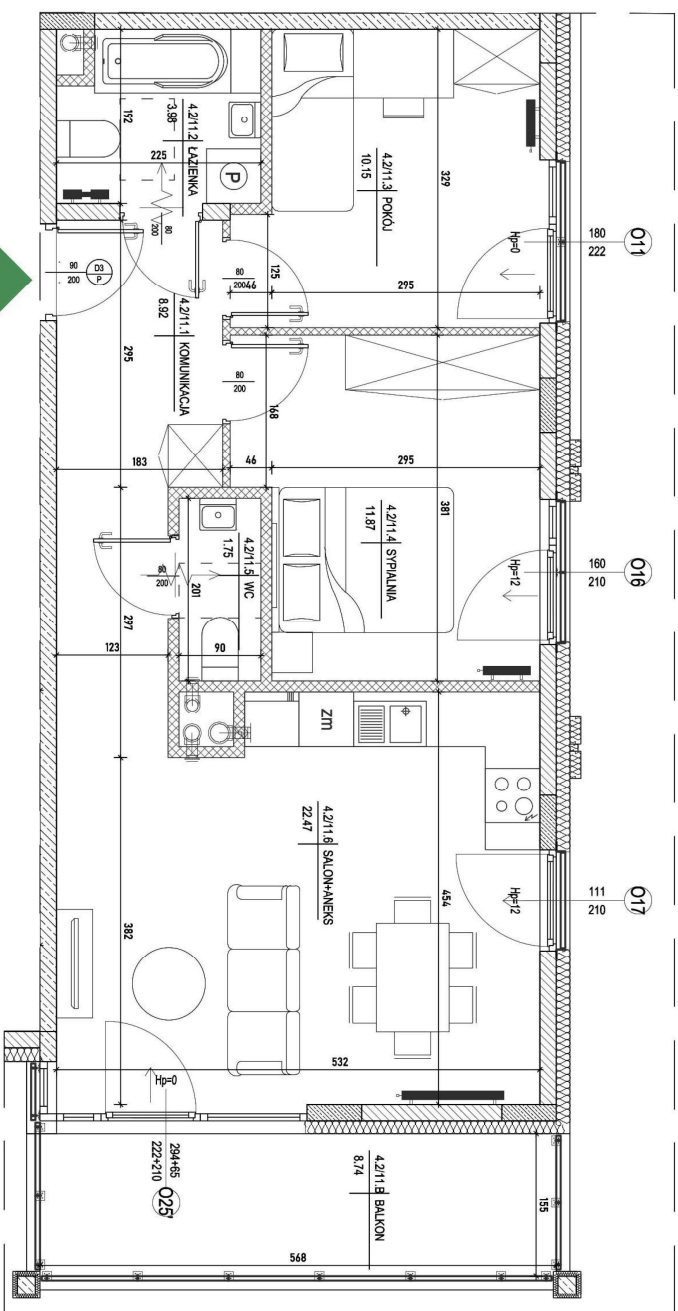 4.2/11.2 ŁAZIENKA
3.98
192
225
P
80
200
90
200
D3
P
4.2/11.3 POKÓJ
10.15
329
Hp=0
180
222
O11
80
200
46
125
295
4.2/11.1 KOMUNIKACJA
8.92
295
80
200
168
183
46
295
381
4.2/11.4 SYPIALNIA
11.87
Hp=12
160
210
O16
4.2/11.5 WC
1.75
80
200
201
297
123
90
zm
4.2/11.6 SALON+ANEKS
22.47
454
Hp=12
111
210
O17
382
532
Hp=0
294+65
222+210
O25'
4.2/11.B BALKON
8.74
155
568